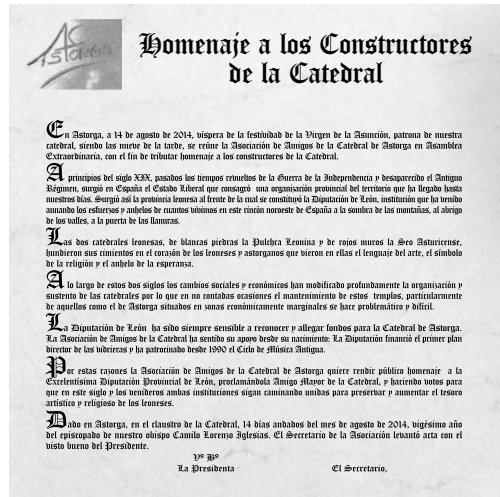 AC
ASTORGA
Homenaje a los Constructores
de la Catedral
En Astorga, a 14 de agosto de 2014, víspera de la festividad de la Virgen de la Asunción, patrona de nuestra
catedral, siendo las nueve de la tarde, se reúne la Asociación de Amigos de la Catedral de Astorga en Asamblea
Extraordinaria, con el fin de tributar homenaje a los constructores de la Catedral.
A principios del siglo XIX, pasados los tiempos revueltos de la Guerra de la Independencia y desaparecido el Antiguo
Régimen, surgió en España el Estado Liberal que consagró una organización provincial del territorio que ha llegado hasta
nuestros días. Surgió así la provincia leonesa al frente de la cual se constituyó la Diputación de León, institución que ha venido
aunando los esfuerzos y anhelos de cuantos vivimos en este rincón noroeste de España a la sombra de las montañas, al abrigo
de los valles, a la puerta de las llanuras.
Las dos catedrales leonesas, de blancas piedras la Pulchra Leonina y de rojos muros la Seo Asturicense,
hundieron sus cimientos en el corazón de los leoneses y astorganos que vieron en ellas el lenguaje del arte, el símbolo
de la religión y el anhelo de la esperanza.
A lo largo de estos dos siglos los cambios sociales y económicos han modificado profundamente la organización y
sustento de las catedrales por lo que en no contadas ocasiones el mantenimiento de estos templos, particularmente
de aquellos como el de Astorga situados en zonas económicamente marginales se hace problemático y difícil.
La Diputación de León ha sido siempre sensible a reconocer y allegar fondos para la Catedral de Astorga.
La Asociación de Amigos de la Catedral ha sentido su apoyo desde su nacimiento: La Diputación financió el primer plan
director de las vidrieras y ha patrocinado desde 1990 el Ciclo de Música Antigua.
Por estas razones la Asociación de Amigos de la Catedral de Astorga quiere rendir público homenaje a la
Excelentísima Diputación Provincial de León, proclamándola Amigo Mayor de la Catedral, y haciendo votos para
que en este siglo y los venideros ambas instituciones sigan caminando unidas para preservar y aumentar el tesoro
artístico y religioso de los leoneses.
Dado en Astorga, en el claustro de la Catedral, 14 días andados del mes de agosto de 2014, vigésimo año
del episcopado de nuestro obispo Camilo Lorenzo Iglesias. El Secretario de la Asociación levantó acta con el
visto bueno del Presidente.
Vº Bº
La Presidenta El Secretario,